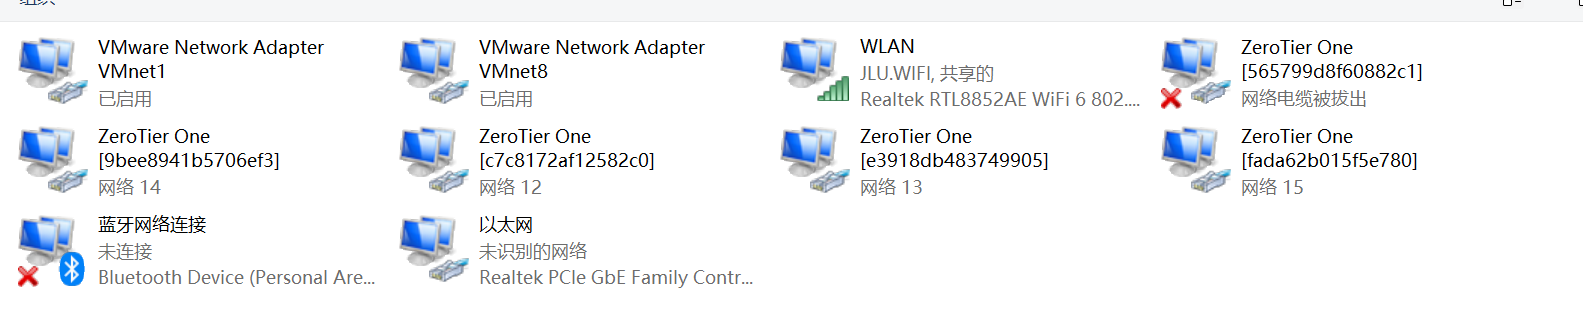 组织
VMware Network Adapter
VMnet1
已启用
VMware Network Adapter
VMnet8
已启用
WLAN
JLU.WIFI, 共享的
Realtek RTL8852AE WiFi 6 802....
ZeroTier One
[565799d8f60882c1]
网络电缆被拔出
ZeroTier One
[9bee8941b5706ef3]
网络 14
ZeroTier One
[c7c8172af12582c0]
网络 12
ZeroTier One
[e3918db483749905]
网络 13
ZeroTier One
[fada62b015f5e780]
网络 15
蓝牙网络连接
未连接
Bluetooth Device (Personal Are...
以太网
未识别的网络
Realtek PCIe GbE Family Contr...